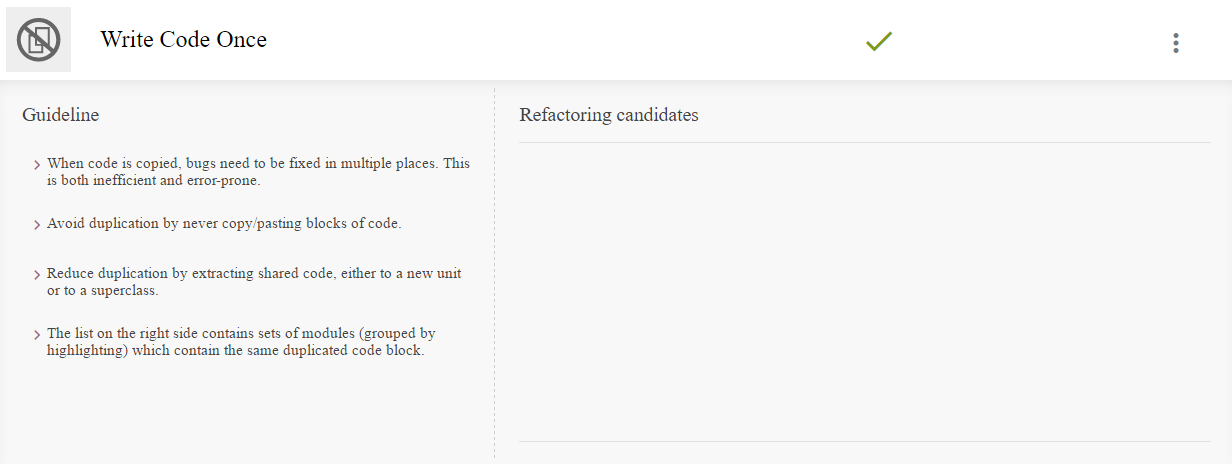 Write Code Once
Guideline
When code is copied, bugs need to be fixed in multiple places. This
is both inefficient and error-prone.
Avoid duplication by never copy/pasting blocks of code.
Reduce duplication by extracting shared code, either to a new unit
or to a superclass.
The list on the right side contains sets of modules (grouped by
highlighting) which contain the same duplicated code block.
Refactoring candidates